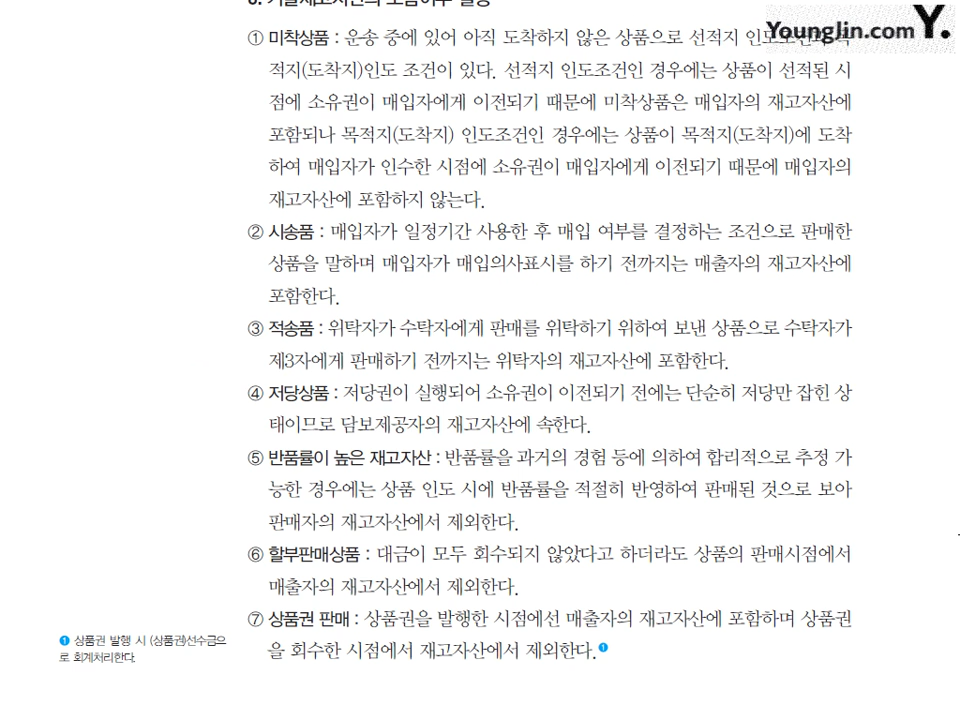 Younglin.com Y.
① 미착상품 : 운송 중에 있어 아직 도착하지 않은 상품으로 선적지
적지(도착지)인도 조건이 있다. 선적지 인도조건인 경우에는 상품이 선적된 시
점에 소유권이 매입자에게 이전되기 때문에 미착상품은 매입자의 재고자산에
포함되나 목적지(도착지) 인도조건인 경우에는 상품이 목적지(도착지)에 도착
하여 매입자가 인수한 시점에 소유권이 매입자에게 이전되기 때문에 매입자의
재고자산에 포함하지 않는다.
② 시송품 : 매입자가 일정기간 사용한 후 매입 여부를 결정하는 조건으로 판매한
상품을 말하며 매입자가 매입의사표시를 하기 전까지는 매출자의 재고자산에
포함한다.
③ 적송품 : 위탁자가 수탁자에게 판매를 위탁하기 위하여 보낸 상품으로 수탁자가
제3자에게 판매하기 전까지는 위탁자의 재고자산에 포함한다.
④ 저당상품 : 저당권이 실행되어 소유권이 이전되기 전에는 단순히 저당만 잡힌 상
태이므로 담보제공자의 재고자산에 속한다.
⑤ 반품률이 높은 재고자산 : 반품률을 과거의 경험 등에 의하여 합리적으로 추정 가
능한 경우에는 상품 인도 시에 반품률을 적절히 반영하여 판매된 것으로 보아
판매자의 재고자산에서 제외한다.
⑥ 할부판매상품 : 대금이 모두 회수되지 않았다고 하더라도 상품의 판매시점에서
매출자의 재고자산에서 제외한다.
⑦ 상품권 판매 : 상품권을 발행한 시점에선 매출자의 재고자산에 포함하며 상품권
을 회수한 시점에서 재고자산에서 제외한다.❶
❶ 상품권 발행 시 (상품권)선수금으
로 회계처리한다.